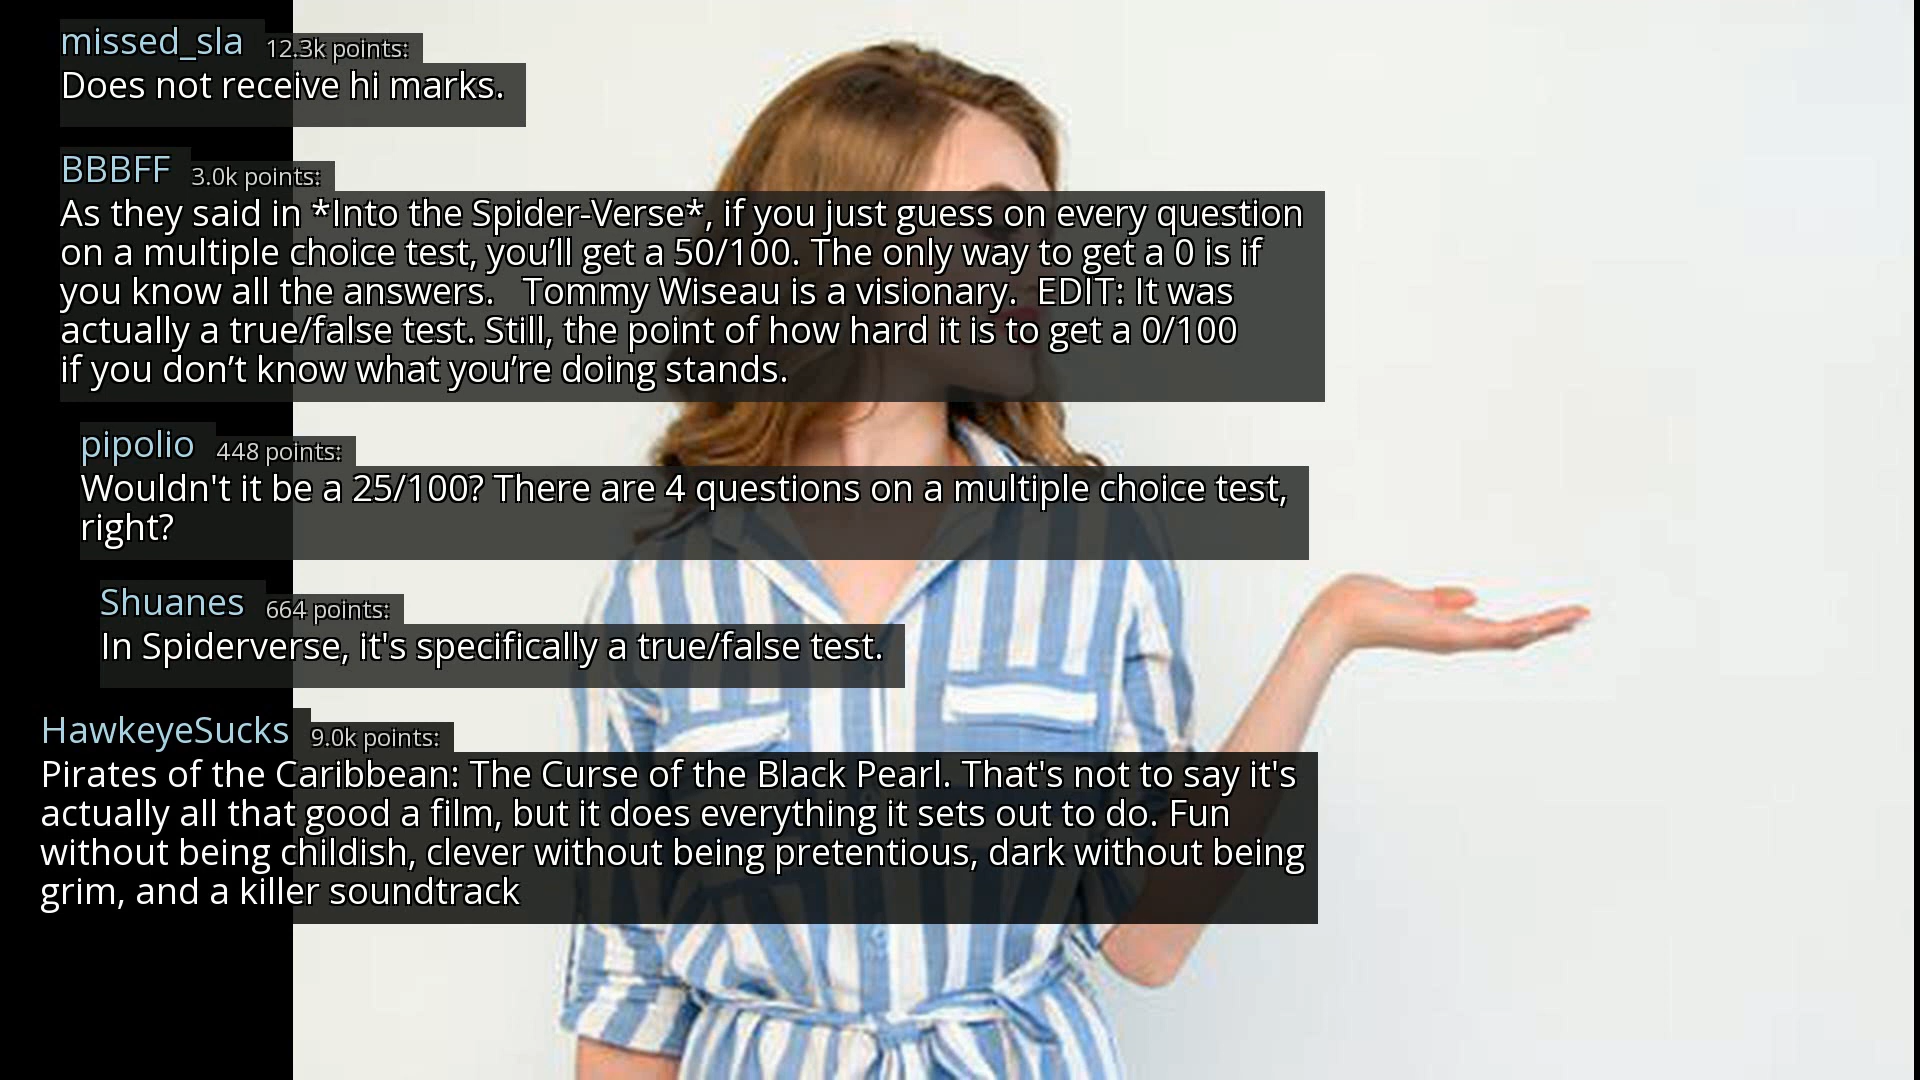 missed_sla 12.3k points:
Does not receive hi marks.
BBBFF 3.0k points:
As they said in *Into the Spider-Verse*, if you just guess on every question
on a multiple choice test, you’ll get a 50/100. The only way to get a 0 is if
you know all the answers.   Tommy Wiseau is a visionary.  EDIT: It was
actually a true/false test. Still, the point of how hard it is to get a 0/100
if you don’t know what you’re doing stands.
pipolio 448 points:
Wouldn't it be a 25/100? There are 4 questions on a multiple choice test,
right?
Shuanes 664 points:
In Spiderverse, it's specifically a true/false test.
HawkeyeSucks 9.0k points:
Pirates of the Caribbean: The Curse of the Black Pearl. That's not to say it's
actually all that good a film, but it does everything it sets out to do. Fun
without being childish, clever without being pretentious, dark without being
grim, and a killer soundtrack